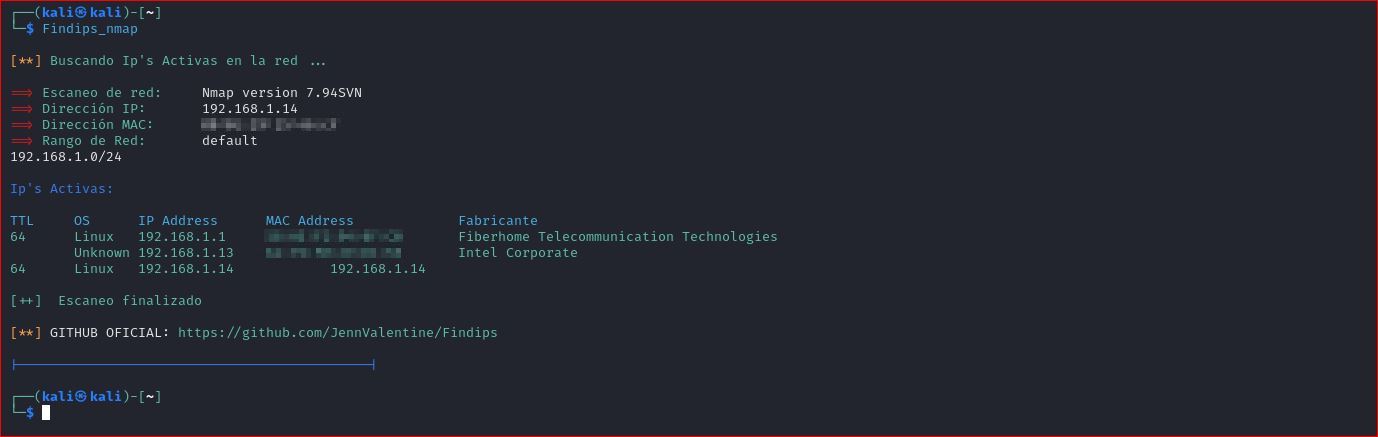 ┌──(kali㉿kali)-[~]
└─$ Findips_nmap
[**] Buscando Ip's Activas en la red ...
==> Escaneo de red: Nmap version 7.94SVN
==> Dirección IP: 192.168.1.14
==> Dirección MAC:
==> Rango de Red: default
192.168.1.0/24
Ip's Activas:
TTL OS IP Address MAC Address Fabricante
64 Linux 192.168.1.1 Fiberhome Telecommunication Technologies
Unknown 192.168.1.13 Intel Corporate
64 Linux 192.168.1.14 192.168.1.14
[++] Escaneo finalizado
[**] GITHUB OFICIAL: https://github.com/JennValentine/Findips
┌──(kali㉿kali)-[~]
└─$